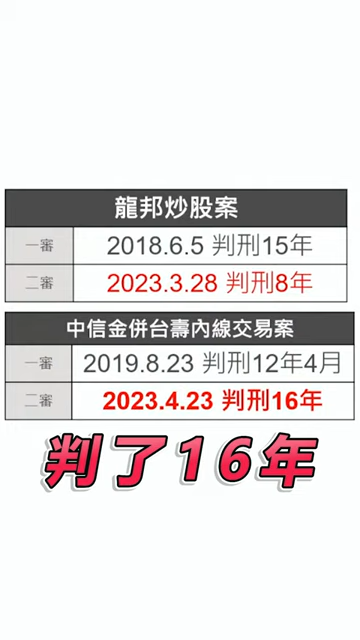 龍邦炒股案
一審 2018.6.5 判刑15年
二審 2023.3.28 判刑8年
中信金併台壽內線交易案
一審 2019.8.23 判刑12年4月
二審 2023.4.23 判刑16年
判了16年